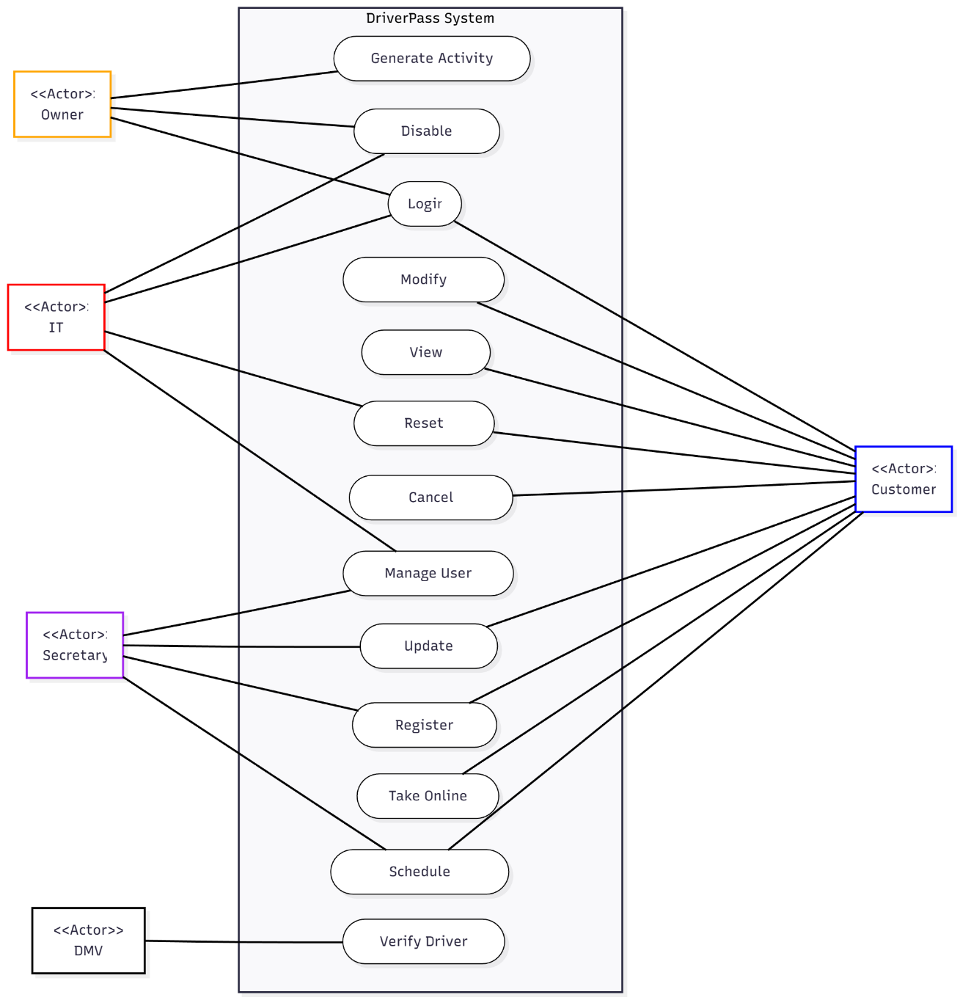 DriverPass System
Generate Activity
<<Actor>>
Owner
Disable
Login
Modify
<<Actor>>
IT
View
Reset
<<Actor>>
Customer
Cancel
Manage User
<<Actor>>
Secretary
Update
Register
Take Online
Schedule
<<Actor>>
DMV
Verify Driver